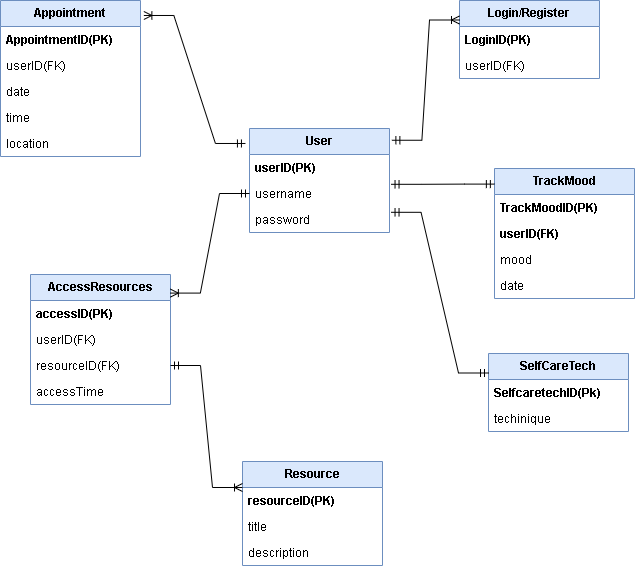 Appointment
AppointmentID(PK)
userID(FK)
date
time
location
Login/Register
LoginID(PK)
userID(FK)
User
userID(PK)
username
password
TrackMood
TrackMoodID(PK)
userID(FK)
mood
date
AccessResources
accessID(PK)
userID(FK)
resourceID(FK)
accessTime
SelfCareTech
SelfcaretechID(Pk)
techinique
Resource
resourceID(PK)
title
description